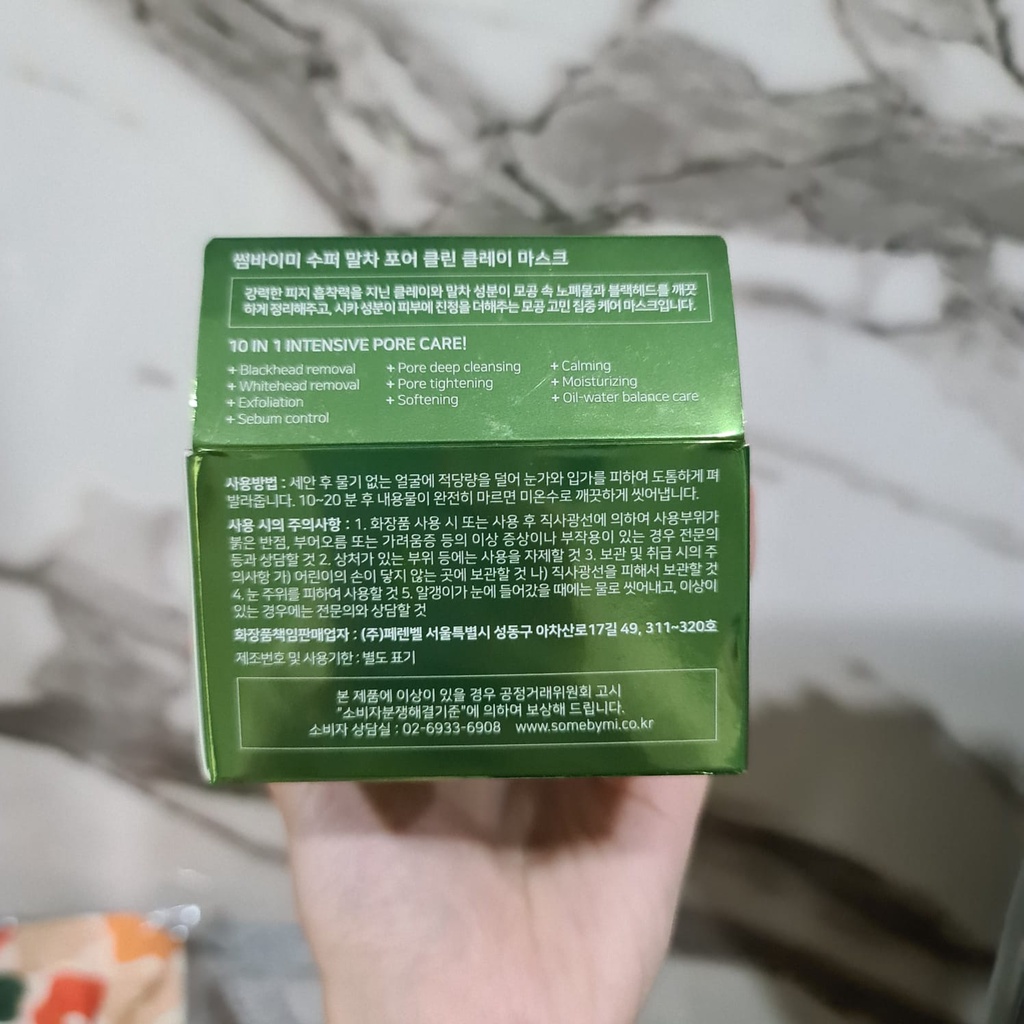 썸바이미 수퍼 말차 포어 클린 클레이 마스크
강력한 피지 흡착력을 지닌 클레이와 말차 성분이 모공 속 노폐물과 블랙헤드를 깨끗
하게 정리해주고, 시카 성분이 피부에 진정을 더해주는 모공 고민 집중 케어 마스크입니다.
10 IN 1 INTENSIVE PORE CARE!
+ Blackhead removal + Pore deep cleansing + Calming
+ Whitehead removal + Pore tightening + Moisturizing
+ Exfoliation + Softening + Oil-water balance care
+ Sebum control
사용방법 : 세안 후 물기 없는 얼굴에 적당량을 덜어 눈가와 입가를 피하여 도톰하게 펴
발라줍니다. 10~20 분 후 내용물이 완전히 마르면 미온수로 깨끗하게 씻어냅니다.
사용 시의 주의사항 : 1. 화장품 사용 시 또는 사용 후 직사광선에 의하여 사용부위가
붉은 반점, 부어오름 또는 가려움증 등의 이상 증상이나 부작용이 있는 경우 전문의
등과 상담할 것 2. 상처가 있는 부위 등에는 사용을 자제할 것 3. 보관 및 취급 시의 주
의사항 가) 어린이의 손이 닿지 않는 곳에 보관할 것 나) 직사광선을 피해서 보관할 것
4. 눈 주위를 피하여 사용할 것 5. 알갱이가 눈에 들어갔을 때에는 물로 씻어내고, 이상이
있는 경우에는 전문의와 상담할 것
화장품책임판매업자 : (주)페렌벨 서울특별시 성동구 아차산로17길 49, 311~320호
제조번호 및 사용기한 : 별도 표기
본 제품에 이상이 있을 경우 공정거래위원회 고시
"소비자분쟁해결기준"에 의하여 보상해 드립니다.
소비자 상담실 : 02-6933-6908 www.somebymi.co.kr